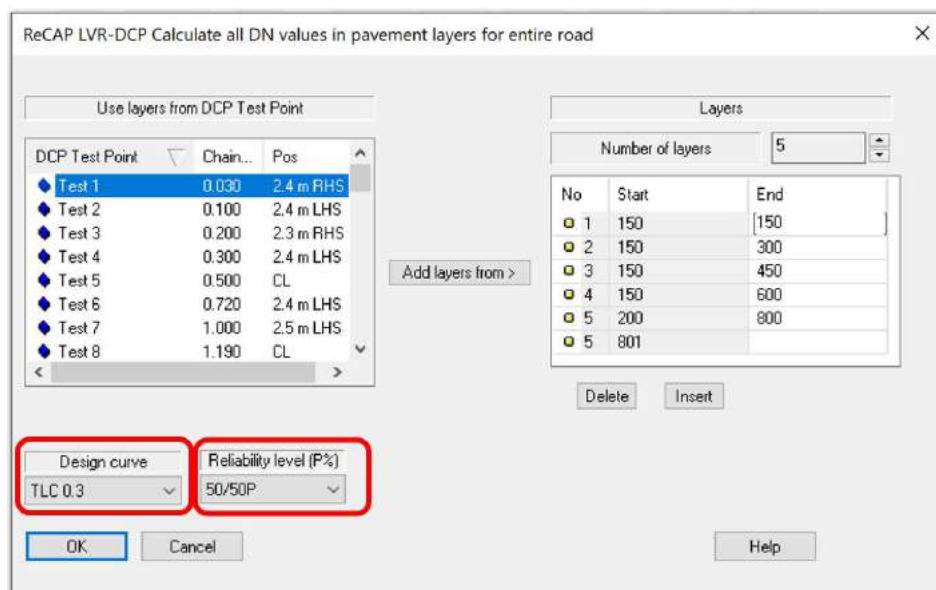 ReCAP LVR-DCP Calculate all DN values in pavement layers for entire road
Use layers from DCP Test Point
DCP Test Point Chain... Pos
Test 1 0.030 2.4 m RHS
Test 2 0.100 2.4 m LHS
Test 3 0.200 2.3 m RHS
Test 4 0.300 2.4 m LHS
Test 5 0.500 CL
Test 6 0.720 2.4 m LHS
Test 7 1.000 2.5 m LHS
Test 8 1.190 CL
Add layers from >
Layers
Number of layers 5
No Start End
1 150 150
2 150 300
3 150 450
4 150 600
5 200 800
5 801
Delete Insert
Design curve
TLC 0.3
Reliability level (P%)
50/50P
OK Cancel Help